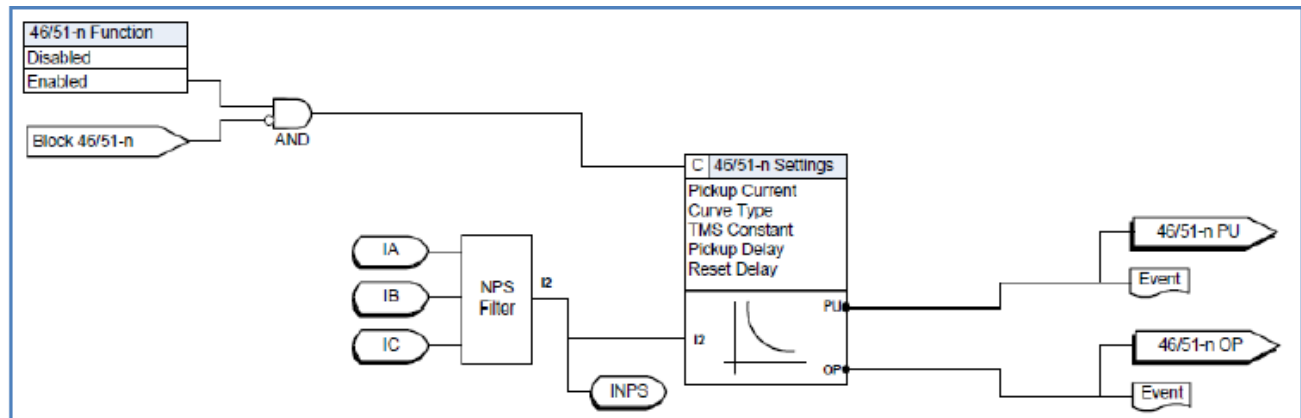 46/51-n Function
Disabled
Enabled
Block 46/51-n
AND
C 46/51-n Settings
Pickup Current
Curve Type
TMS Constant
Pickup Delay
Reset Delay
IA
IB
IC
NPS
Filter
I2
I2
PU
OP
INPS
46/51-n PU
Event
46/51-n OP
Event